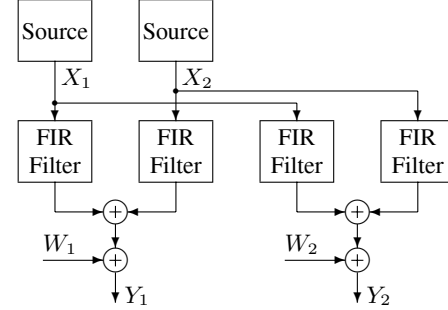 Source Source
X₁ X₂
FIR Filter FIR Filter FIR Filter FIR Filter
+ +
W₁ + W₂ +
Y₁ Y₂